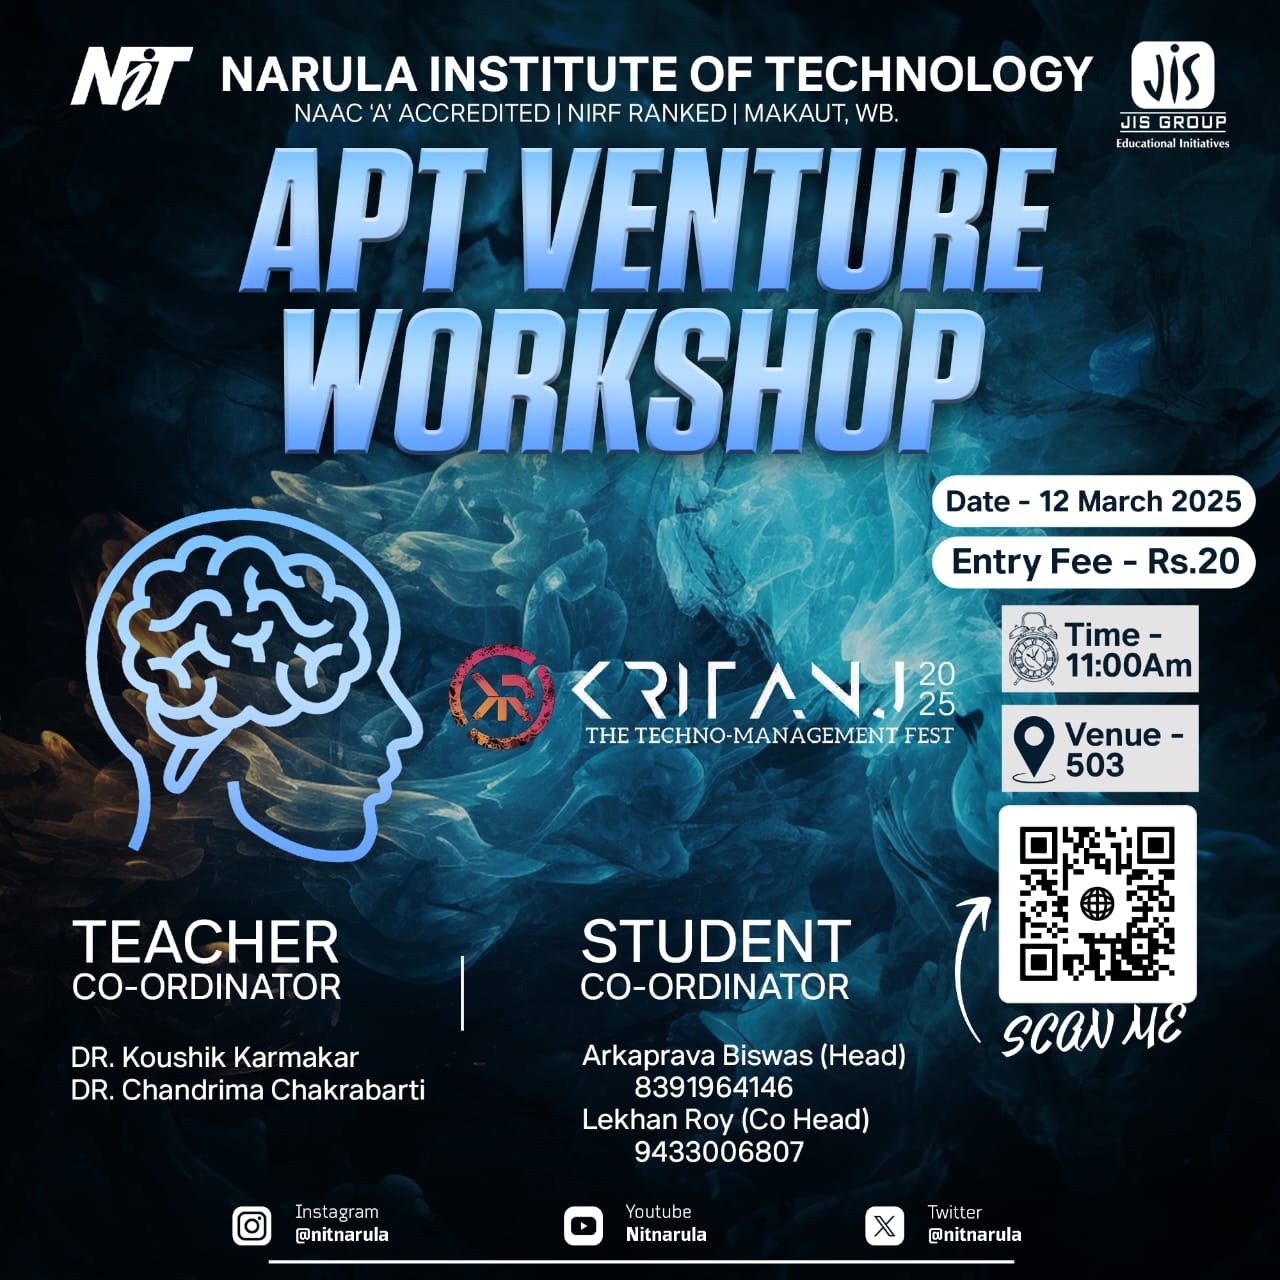 NiT
NARULA INSTITUTE OF TECHNOLOGY
NAAC ‘A’ ACCREDITED | NIRF RANKED | MAKAUT, WB.
JIS
JIS GROUP
Educational Initiatives
APT VENTURE
WORKSHOP
Date - 12 March 2025
Entry Fee - Rs.20
Time -
11:00Am
Venue -
503
KR
KRITANJ 2025
THE TECHNO-MANAGEMENT FEST
SCAN ME
TEACHER
CO-ORDINATOR
DR. Koushik Karmakar
DR. Chandrima Chakrabarti
STUDENT
CO-ORDINATOR
Arkaprava Biswas (Head)
8391964146
Lekhan Roy (Co Head)
9433006807
Instagram
@nitnarula
Youtube
Nitnarula
Twitter
@nitnarula